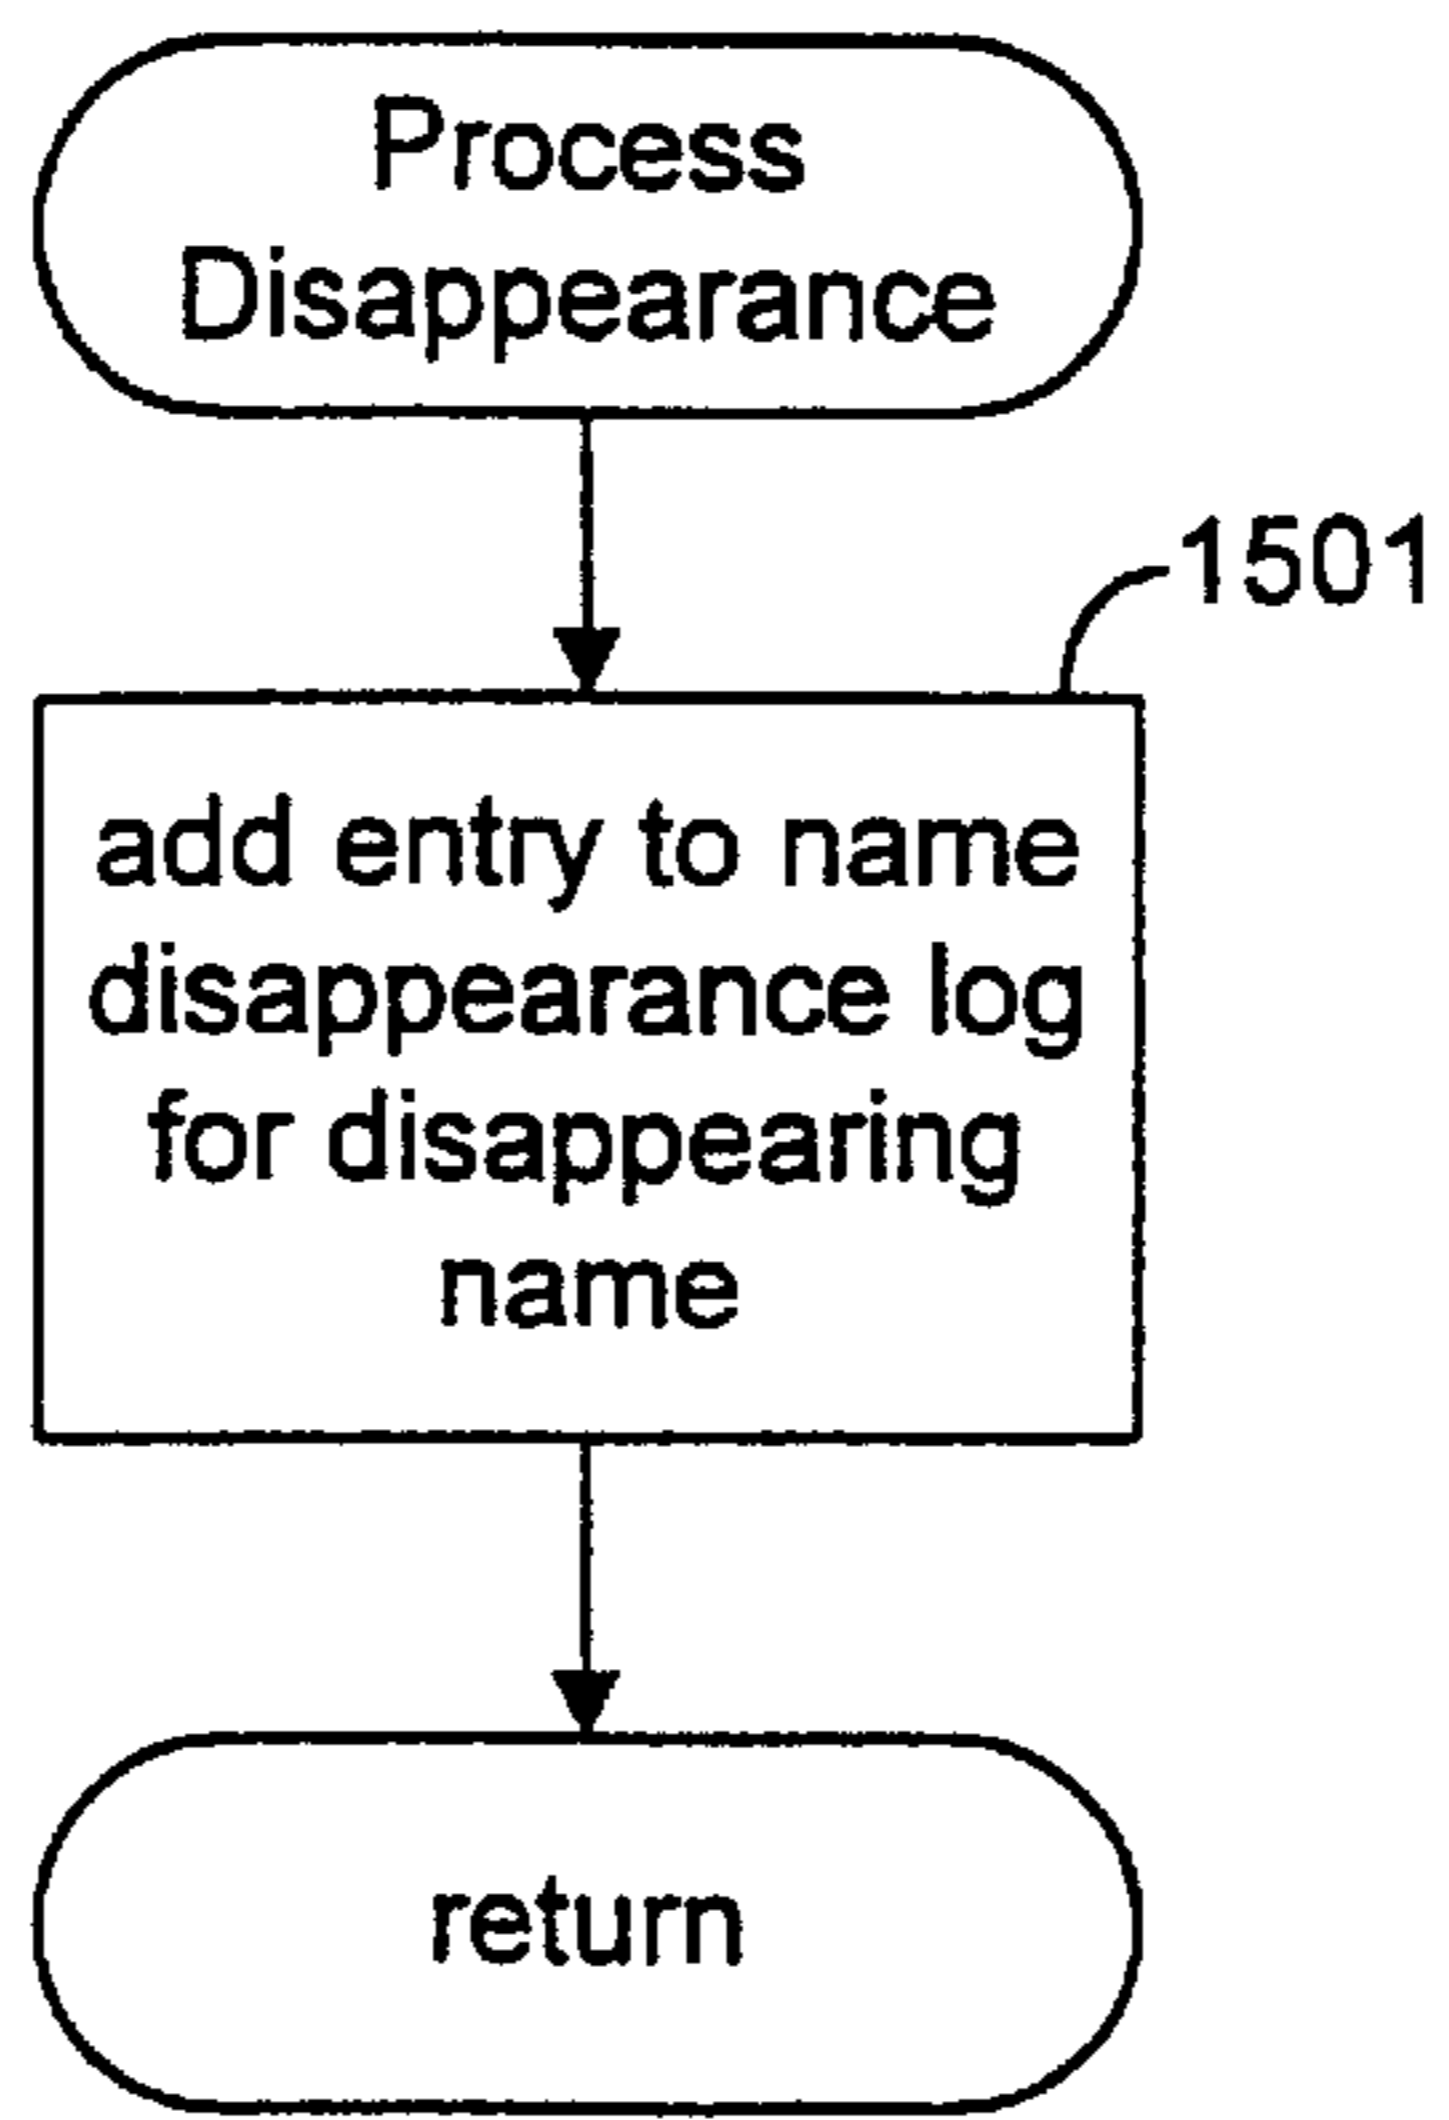 Process
Disappearance
1501
add entry to name
disappearance log
for disappearing
name
return